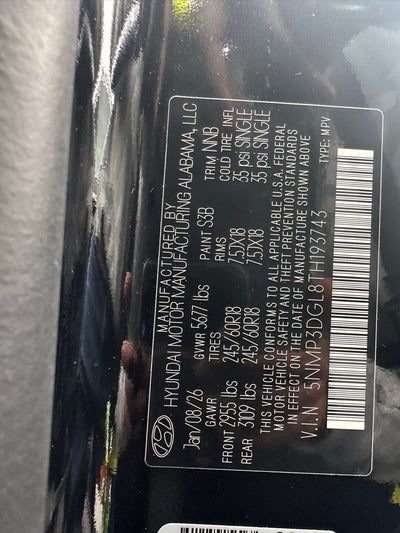 MANUFACTURED BY
HYUNDAI MOTOR MANUFACTURING ALABAMA, LLC
Jan/08/26 GVWR 5677 lbs PAINT S3B TRIM NNB
GAWR TIRES RIMS COLD TIRE INFL
FRONT 2955 lbs 245/60R18 7.5JX18 35 psi SINGLE
REAR 3109 lbs 245/60R18 7.5JX18 35 psi SINGLE
THIS VEHICLE CONFORMS TO ALL APPLICABLE U.S.A. FEDERAL
MOTOR VEHICLE SAFETY AND THEFT PREVENTION STANDARDS
IN EFFECT ON THE DATE OF MANUFACTURE SHOWN ABOVE
V.I.N 5NMP3DGL8TH193743 TYPE: MPV